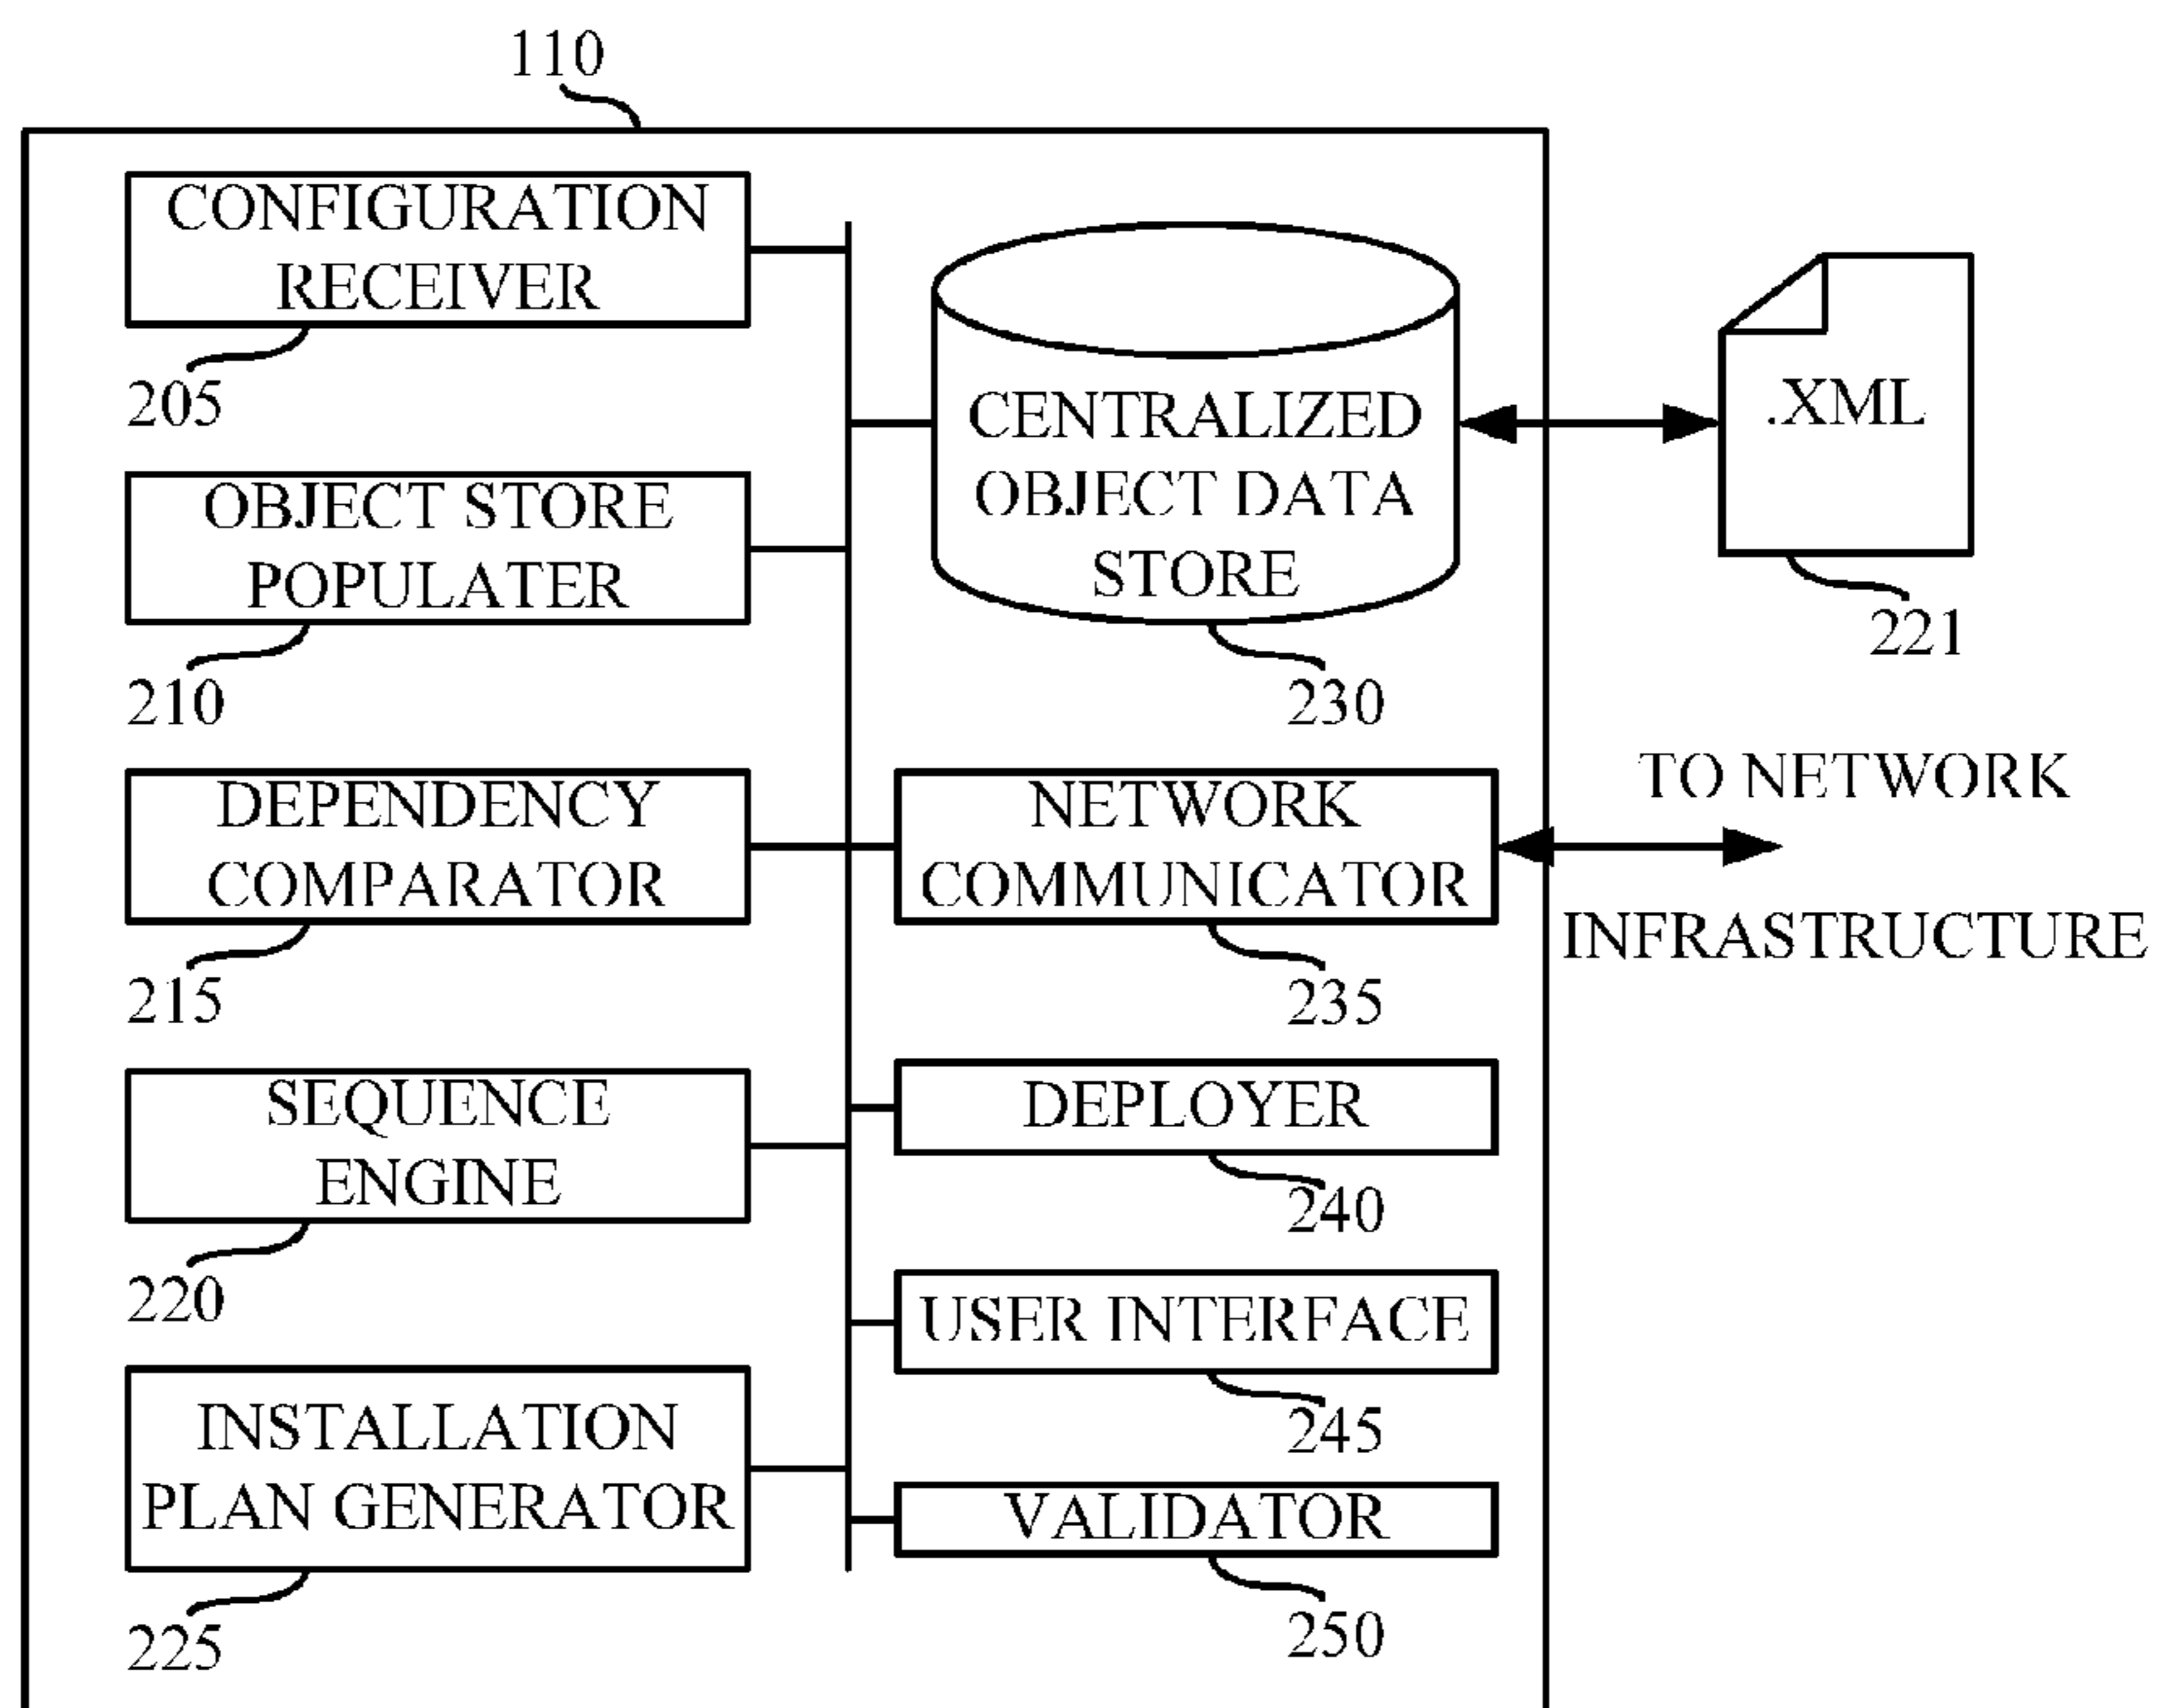 110
CONFIGURATION
RECEIVER
205
OBJECT STORE
POPULATER
210
DEPENDENCY
COMPARATOR
215
SEQUENCE
ENGINE
220
INSTALLATION
PLAN GENERATOR
225
CENTRALIZED
OBJECT DATA
STORE
230
.XML
221
NETWORK
COMMUNICATOR
235
TO NETWORK
INFRASTRUCTURE
DEPLOYER
240
USER INTERFACE
245
VALIDATOR
250